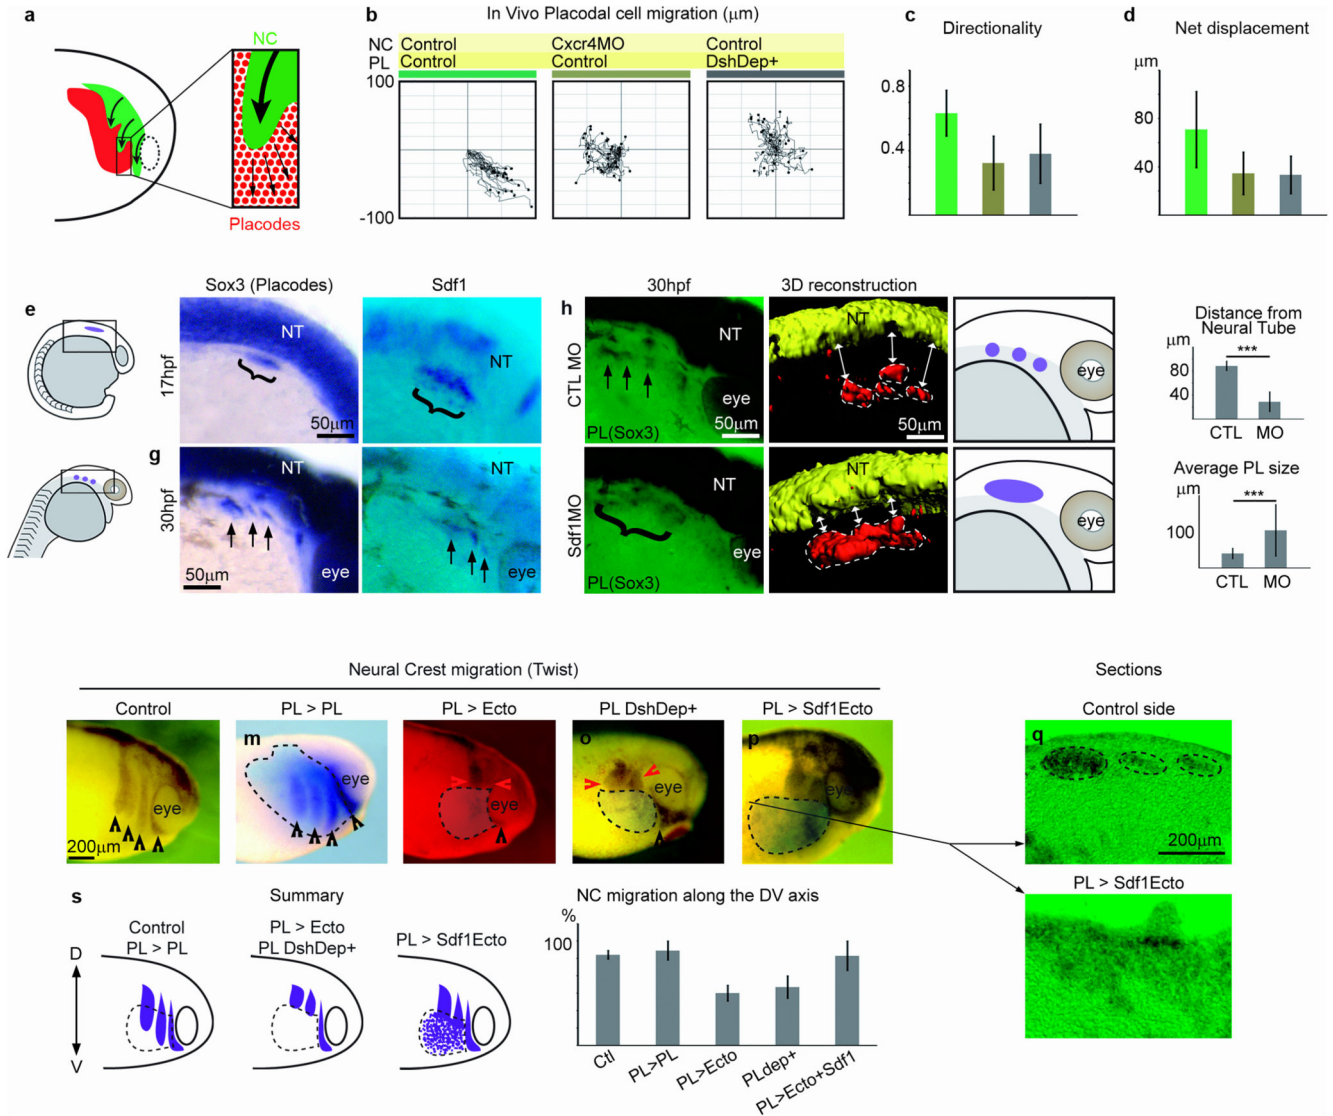 a
NC
Placodes
b
In Vivo Placodal cell migration (µm)
NC Control Cxcr4MO Control
PL Control Control DshDep+
100
-100
c
Directionality
0.8
0.4
d
Net displacement
µm
80
40
e
17hpf
Sox3 (Placodes)
NT
50µm
Sdf1
NT
g
30hpf
NT
eye
50µm
NT
eye
h
30hpf
3D reconstruction
CTL MO
NT
eye
PL(Sox3)
50µm
NT
50µm
eye
Sdf1MO
NT
eye
PL(Sox3)
NT
eye
Distance from
Neural Tube
µm
***
80
40
CTL MO
Average PL size
µm
***
100
CTL MO
Neural Crest migration (Twist)
Sections
Control
eye
200µm
PL > PL
m
eye
PL > Ecto
eye
PL DshDep+
o
eye
PL > Sdf1Ecto
p
eye
Control side
q
200µm
PL > Sdf1Ecto
s
Summary
D
V
Control
PL > PL
PL > Ecto
PL DshDep+
PL > Sdf1Ecto
NC migration along the DV axis
%
100
Ctl
PL>PL
PL>Ecto
PLdep+
PL>Ecto+Sdf1